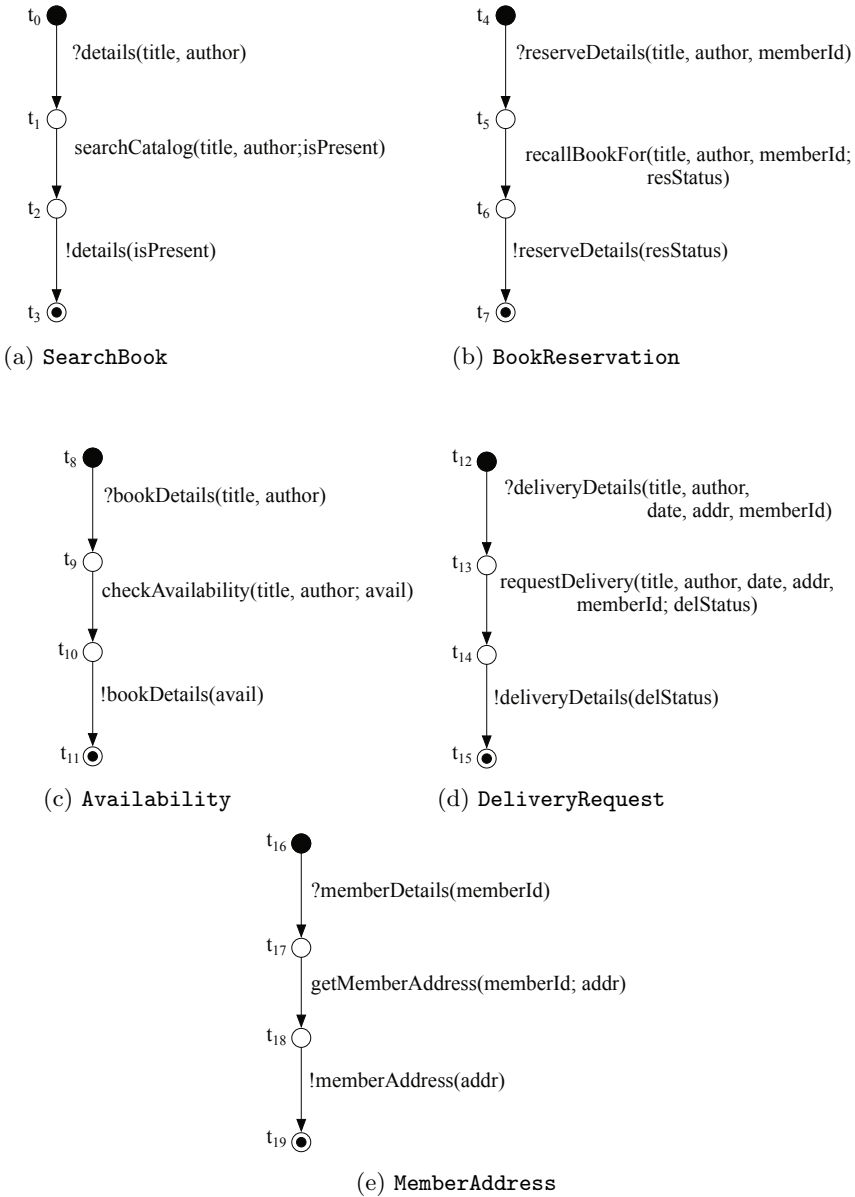 t0
?details(title, author)
t1
searchCatalog(title, author;isPresent)
t2
!details(isPresent)
t3
(a) SearchBook
t4
?reserveDetails(title, author, memberId)
t5
recallBookFor(title, author, memberId;
resStatus)
t6
!reserveDetails(resStatus)
t7
(b) BookReservation
t8
?bookDetails(title, author)
t9
checkAvailability(title, author; avail)
t10
!bookDetails(avail)
t11
(c) Availability
t12
?deliveryDetails(title, author,
date, addr, memberId)
t13
requestDelivery(title, author, date, addr,
memberId; delStatus)
t14
!deliveryDetails(delStatus)
t15
(d) DeliveryRequest
t16
?memberDetails(memberId)
t17
getMemberAddress(memberId; addr)
t18
!memberAddress(addr)
t19
(e) MemberAddress